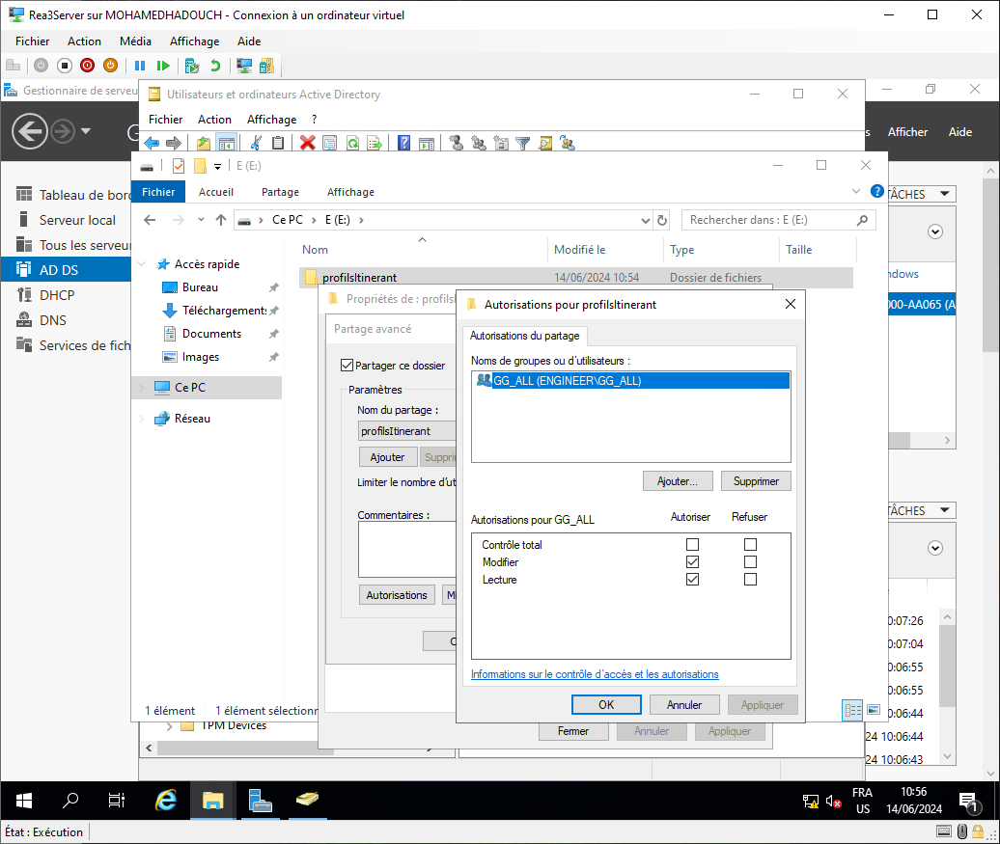 Rea3Server sur MOHAMEDHADOUCH - Connexion à un ordinateur virtuel
Fichier Action Média Affichage Aide
Gestionnaire de serveu
Utilisateurs et ordinateurs Active Directory
Fichier Action Affichage ?
Afficher Aide
E (E:)
Fichier Accueil Partage Affichage
Ce PC E (E:)
Rechercher dans : E (E:)
Nom Modifié le Type Taille
profilsItinerant 14/06/2024 10:54 Dossier de fichiers
Tableau de bor
Serveur local
Tous les serveur
AD DS
DHCP
DNS
Services de fich
Accès rapide
Bureau
Téléchargements
Documents
Images
Ce PC
Réseau
1 élément 1 élément sélectionn
TPM Devices
Propriétés de : profils
Partage avancé
Partager ce dossier
Paramètres
Nom du partage :
profilsItinerant
Ajouter Supprin
Limiter le nombre d'ut
Commentaires :
Autorisations Mi
Fermer Annuler Appliquer
Autorisations pour profilsItinerant
Autorisations du partage
Noms de groupes ou d'utilisateurs :
GG_ALL (ENGINEER\GG_ALL)
Ajouter... Supprimer
Autorisations pour GG_ALL Autoriser Refuser
Contrôle total
Modifier
Lecture
Informations sur le contrôle d'accès et les autorisations
OK Annuler Appliquer
ÂCHES
ndows
000-AA065 (A
ÂCHES
0:07:26
0:07:04
0:06:55
0:06:55
0:06:44
24 10:06:44
24 10:06:43
FRA
US
10:56
14/06/2024
1
État : Exécution